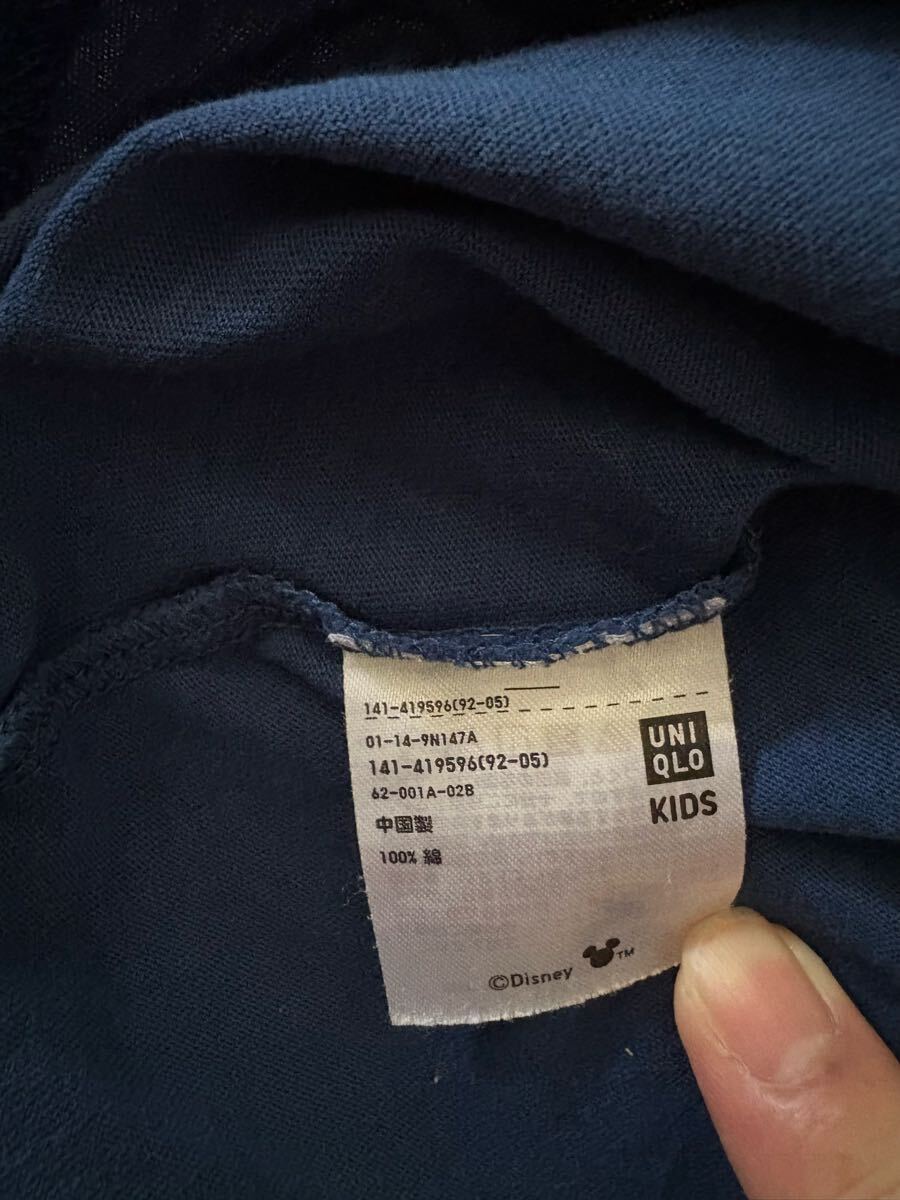 141-419596(92-05)
01-14-9N147A
141-419596(92-05)
62-001A-02B
中国製
100% 綿
UNI
QLO
KIDS
©Disney TM